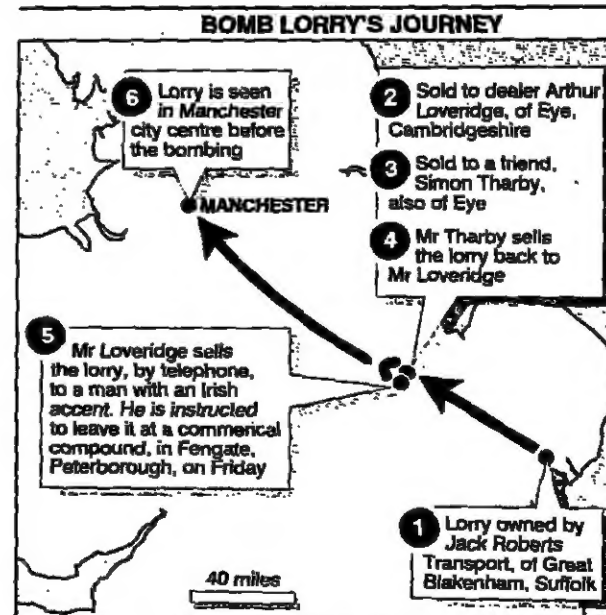 BOMB LORRY'S JOURNEY
6 Lorry is seen
in Manchester
city centre before
the bombing
MANCHESTER
2 Sold to dealer Arthur
Loveridge, of Eye,
Cambridgeshire
3 Sold to a friend,
Simon Tharby,
also of Eye
4 Mr Tharby sells
the lorry back to
Mr Loveridge
5 Mr Loveridge sells
the lorry, by telephone,
to a man with an Irish
accent. He is instructed
to leave it at a commerical
compound, in Fengate,
Peterborough, on Friday
1 Lorry owned by
Jack Roberts
Transport, of Great
Blakenham, Suffolk
40 miles